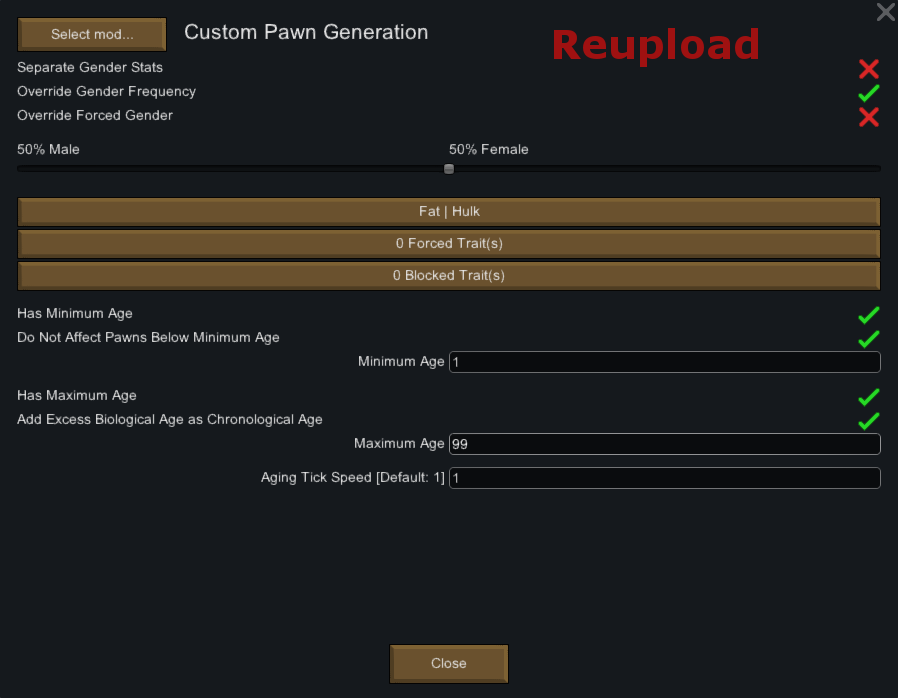 Select mod...
Custom Pawn Generation
Reupload
Separate Gender Stats
Override Gender Frequency
Override Forced Gender
50% Male
50% Female
Fat | Hulk
0 Forced Trait(s)
0 Blocked Trait(s)
Has Minimum Age
Do Not Affect Pawns Below Minimum Age
Minimum Age 1
Has Maximum Age
Add Excess Biological Age as Chronological Age
Maximum Age 99
Aging Tick Speed [Default: 1] 1
Close